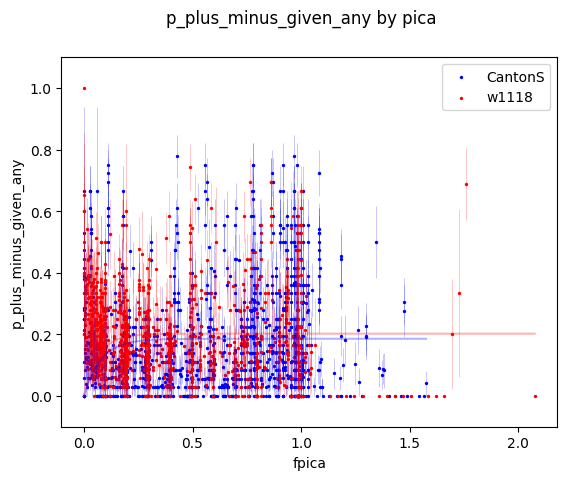 p_plus_minus_given_any by pica
CantonS
w1118
1.0
0.8
0.6
0.4
0.2
0.0
p_plus_minus_given_any
0.0 0.5 1.0 1.5 2.0
fpica